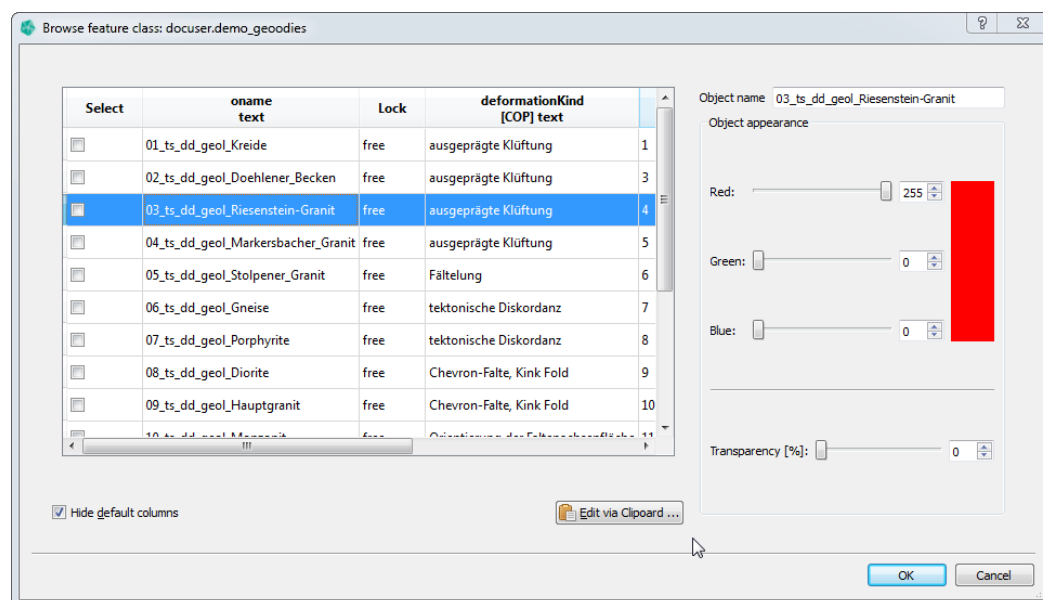 Browse feature class: docuser.demo_geoodies
Select oname text Lock deformationKind [COP] text
01_ts_dd_geol_Kreide free ausgeprägte Klüftung 1
02_ts_dd_geol_Doehlener_Becken free ausgeprägte Klüftung 3
03_ts_dd_geol_Riesenstein-Granit free ausgeprägte Klüftung 4
04_ts_dd_geol_Markersbacher_Granit free ausgeprägte Klüftung 5
05_ts_dd_geol_Stolpener_Granit free Fältelung 6
06_ts_dd_geol_Gneise free tektonische Diskordanz 7
07_ts_dd_geol_Porphyrite free tektonische Diskordanz 8
08_ts_dd_geol_Diorite free Chevron-Falte, Kink Fold 9
09_ts_dd_geol_Hauptgranit free Chevron-Falte, Kink Fold 10
Hide default columns
Edit via Clipoard ...
Object name 03_ts_dd_geol_Riesenstein-Granit
Object appearance
Red: 255
Green: 0
Blue: 0
Transparency [%]: 0
OK Cancel